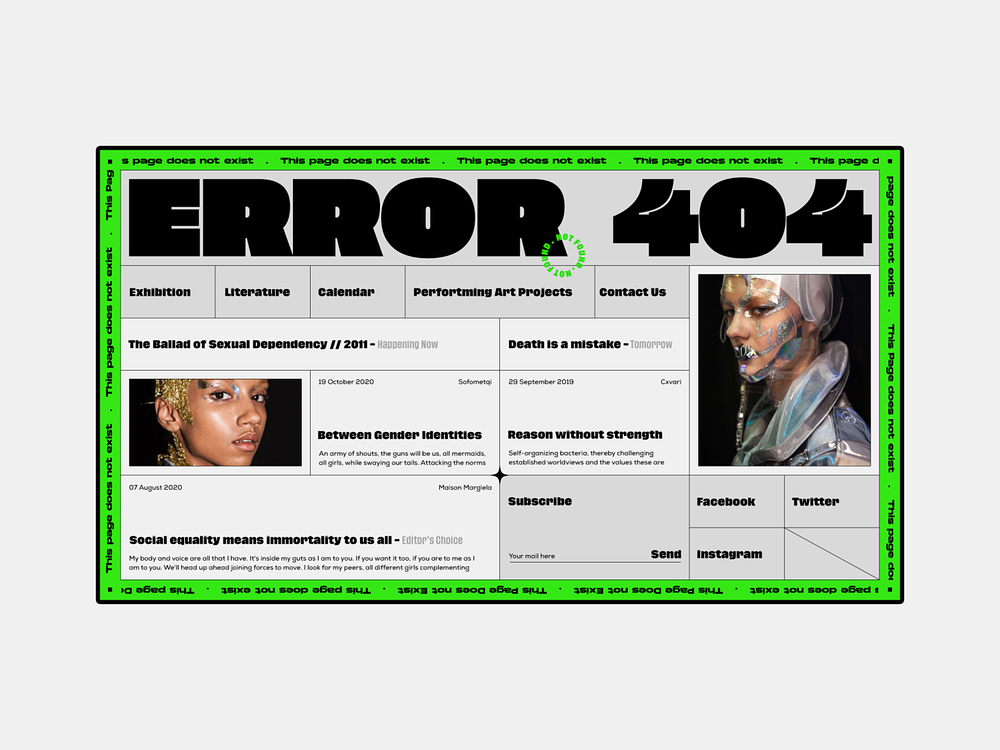 s page does not exist . This page does not exist . This page does not exist . This page does not exist . This page d
ERROR 404
NOT FOUND . NOT FOUND .
Exhibition
Literature
Calendar
Perfortming Art Projects
Contact Us
The Ballad of Sexual Dependency // 2011 – Happening Now
Death is a mistake – Tomorrow
19 October 2020
Sofometaji
Between Gender Identities
An army of shouts, the guns will be us, all mermaids,
all girls, while swaying our tails. Attacking the norms
29 September 2019
Cxvari
Reason without strength
Self-organizing bacteria, thereby challenging
established worldviews and the values these are
07 August 2020
Maison Margiela
Social equality means immortality to us all – Editor's Choice
My body and voice are all that I have. It's inside my guts as I am to you. If you want it too, if you are to me as I
am to you. We'll head up ahead joining forces to move. I look for my peers, all different girls complementing
Subscribe
Your mail here
Send
Facebook
Twitter
Instagram
page does not exist . This Page does not exist . This page do
s page does not exist . This Page Does not Exist . This Page Does not Exist . This page does not exist . This page do
This page does not exist . This page does not exist . This Pag